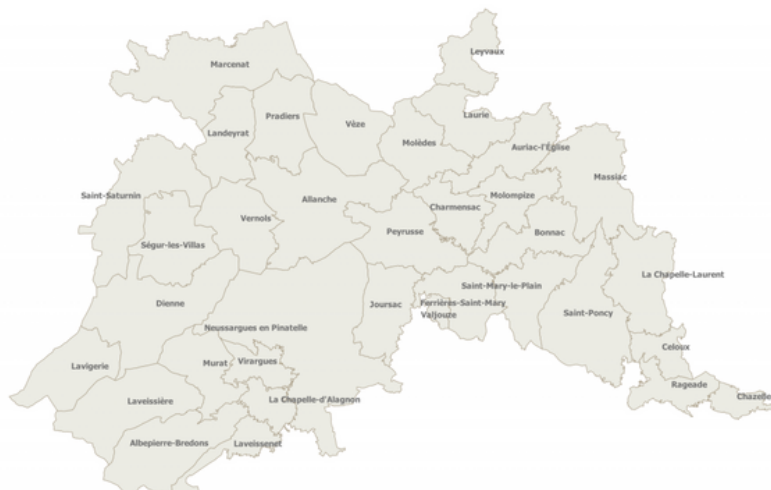 Leyvaux
Marcenat
Laurie
Pradiers
Vèze
Landeyrat
Molèdes
Auriac-l'Église
Massiac
Saint-Saturnin
Allanche
Molompize
Charmensac
Vernols
Peyrusse
Bonnac
Ségur-les-Villas
La Chapelle-Laurent
Saint-Mary-le-Plain
Dienne
Joursac
Ferrières-Saint-Mary
Valjouze
Saint-Poncy
Neussargues en Pinatelle
Celoux
Lavigerie
Murat
Virargues
Rageade
Chazelle
Laveissière
La Chapelle-d'Alagnon
Albepierre-Bredons
Laveissenet